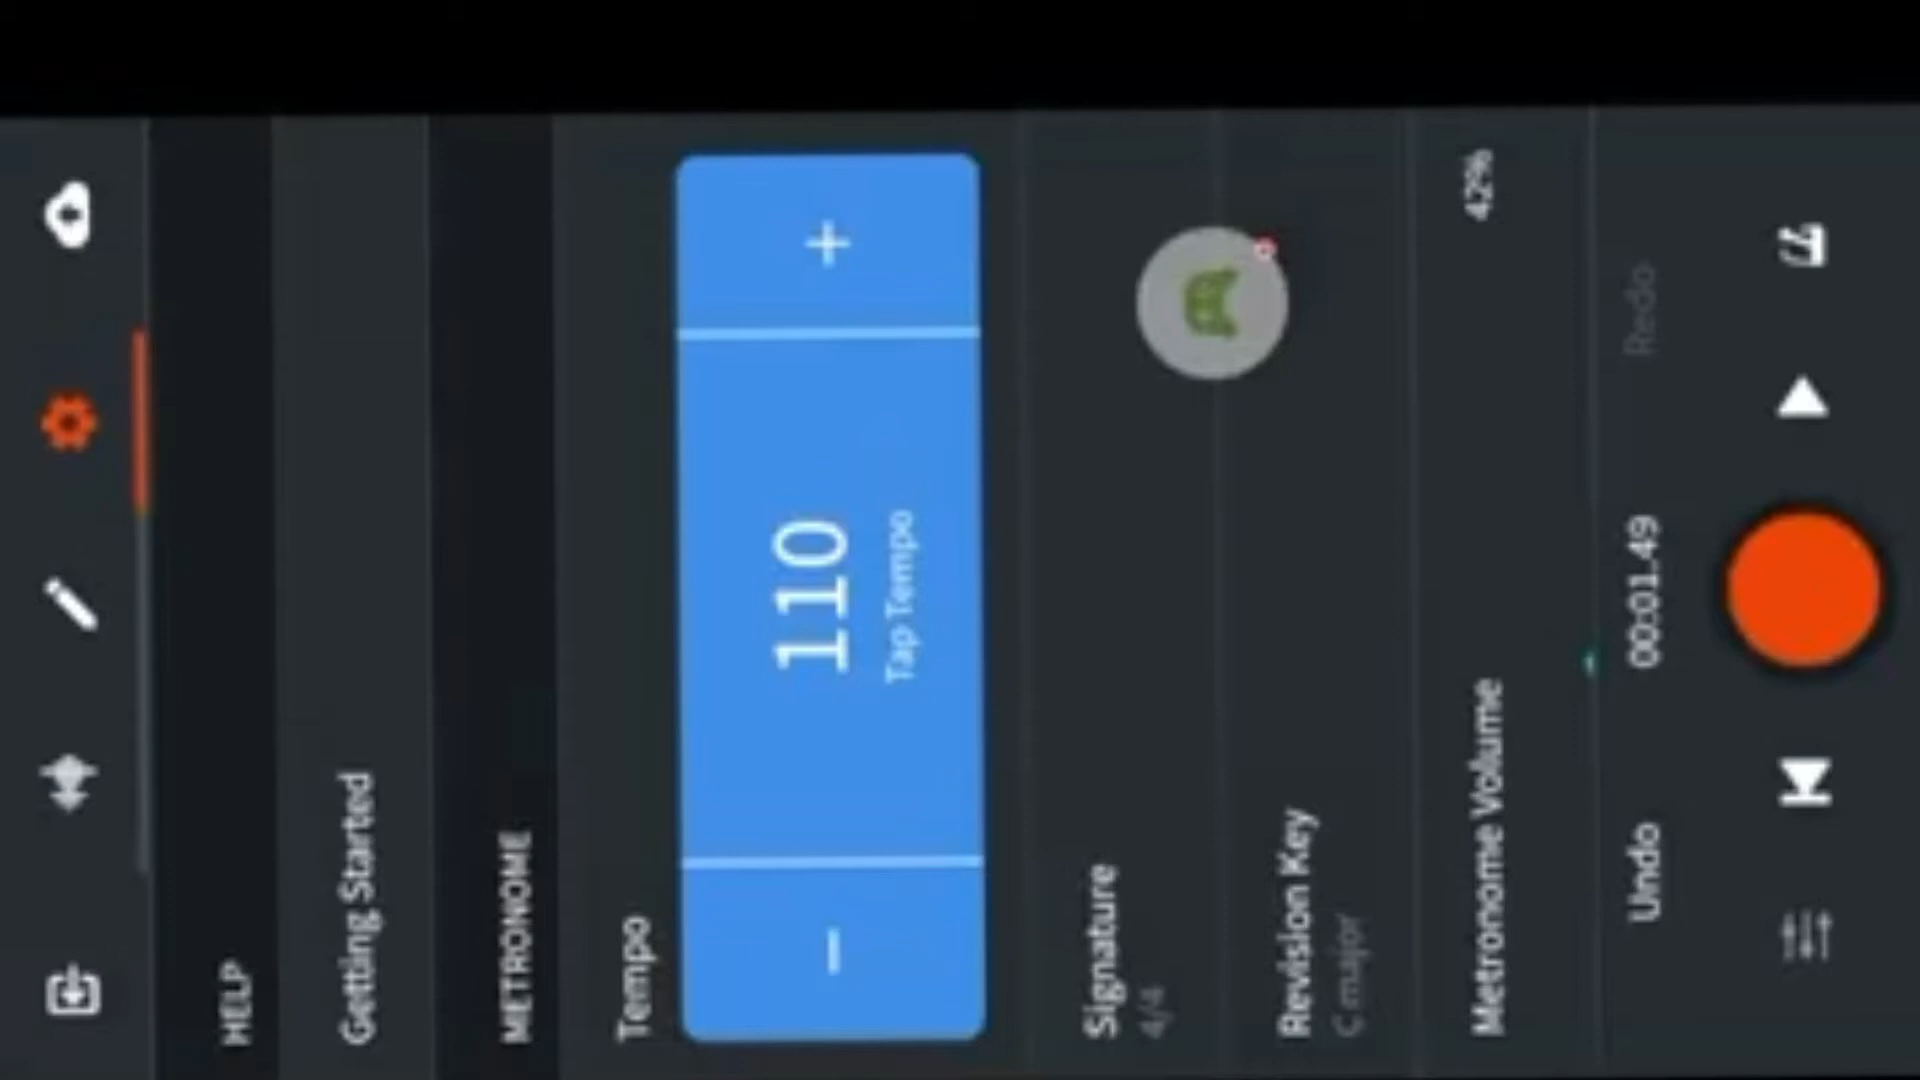 HELP
Getting Started
METRONOME
Tempo
110
Tap Tempo
Signature
4/4
Revision Key
C major
Metronome Volume
42%
Undo
00:01.49
Redo